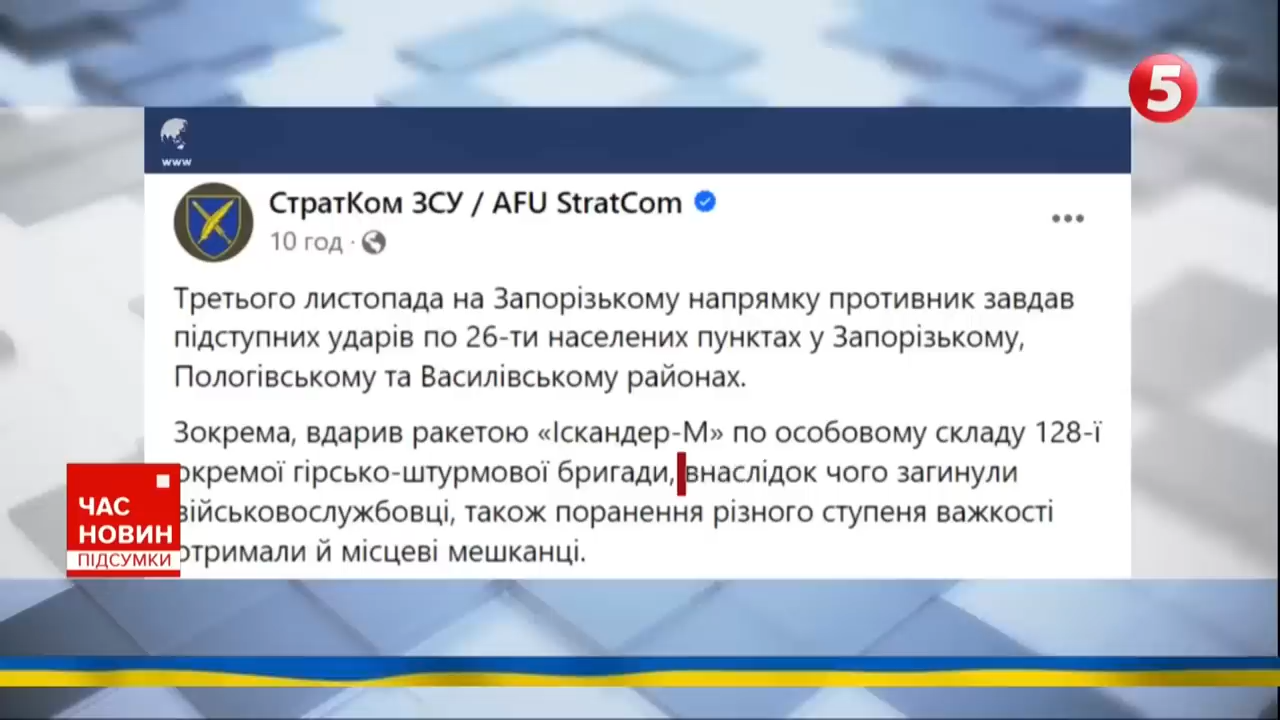 5
www
СтратКом ЗСУ / AFU StratCom
10 год ·
Третього листопада на Запорізькому напрямку противник завдав
підступних ударів по 26-ти населених пунктах у Запорізькому,
Пологівському та Василівському районах.
Зокрема, вдарив ракетою «Іскандер-М» по особовому складу 128-ї
окремої гірсько-штурмової бригади, внаслідок чого загинули
військовослужбовці, також поранення різного ступеня важкості
отримали й місцеві мешканці.
ЧАС
НОВИН
ПІДСУМКИ